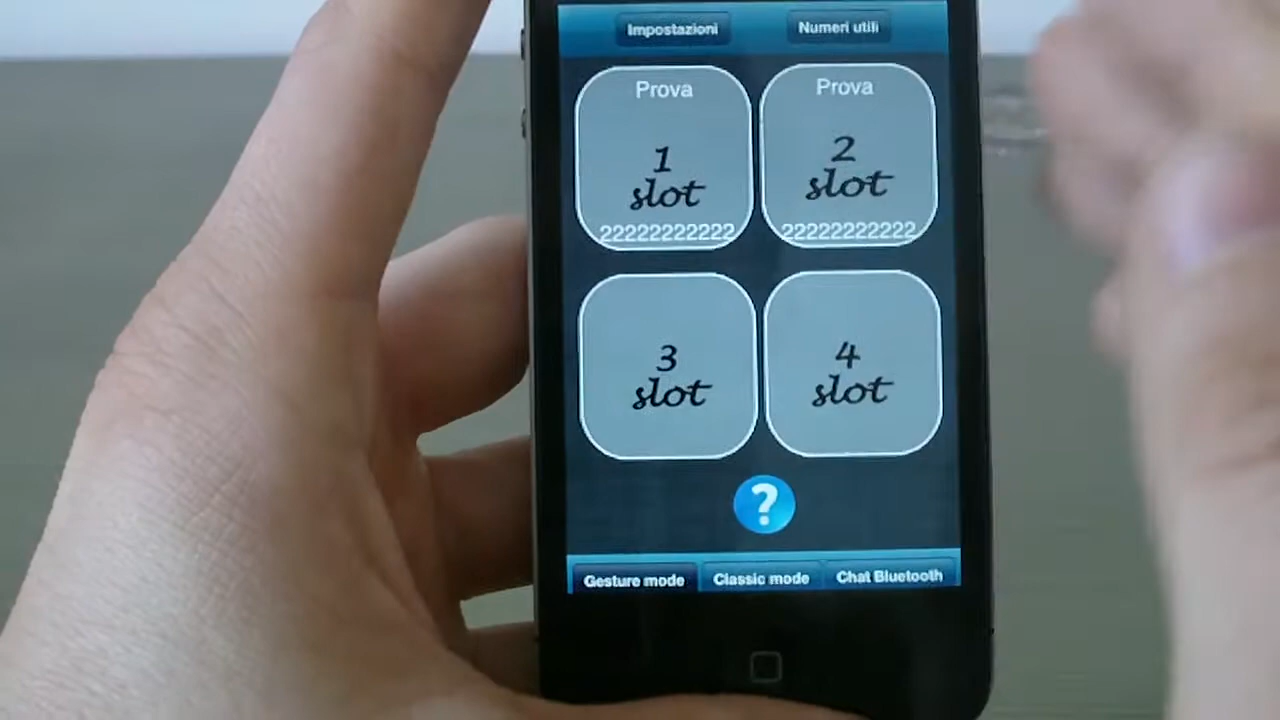 Impostazioni
Numeri utili
Prova
1
slot
22222222222
Prova
2
slot
22222222222
3
slot
4
slot
?
Gesture mode
Classic mode
Chat Bluetooth